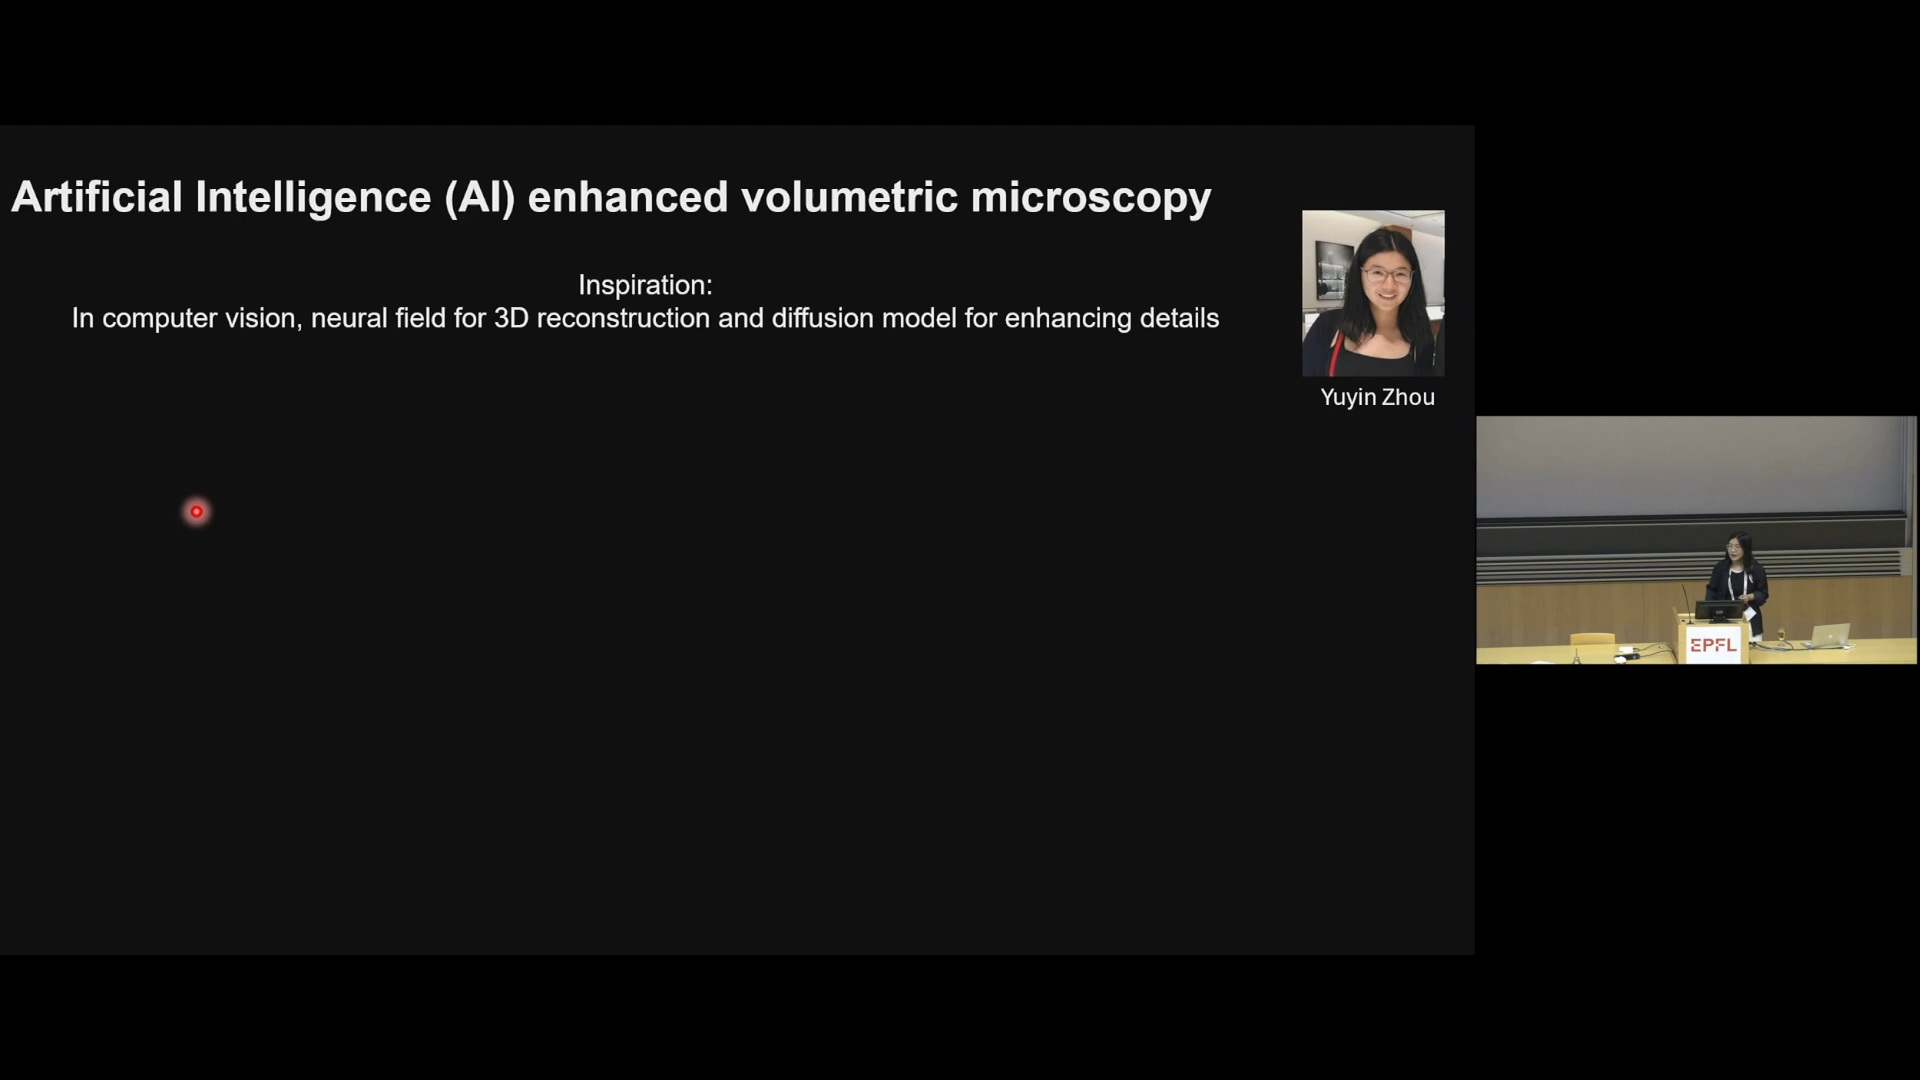 Artificial Intelligence (AI) enhanced volumetric microscopy
Inspiration:
In computer vision, neural field for 3D reconstruction and diffusion model for enhancing details
Yuyin Zhou
EPFL